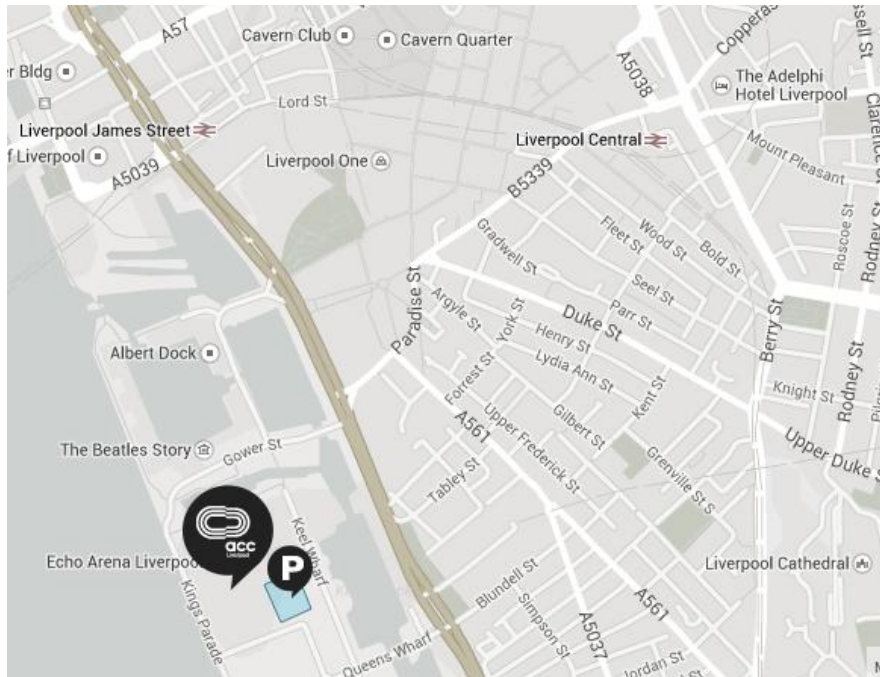 A57
Cavern Club
Cavern Quarter
Copperas
ssell St
A5038
er Bldg
The Adelphi
Hotel Liverpool
Lord St
Clarence S
Liverpool James Street
Liverpool Central
Mount Pleasant
f Liverpool
Liverpool One
A5039
B5339
Roscoe St
Rodney St
Gradwell St
Fleet St
Wood St
Bold St
Seel St
Paradise St
Argyle St
York St
Duke St
Parr St
Berry St
Henry St
Albert Dock
Lydia Ann St
Forrest St
Kent St
Knight St
Rodney St
Pilgri
A561
Upper Frederick St
Gilbert St
Upper Duke S
The Beatles Story
Gower St
Tabley St
Grenville St S
acc
Liverpool
Keel Wharf
Echo Arena Liverpoo
P
Liverpool Cathedral
Kings Parade
Blundell St
Simpson St
A5037
A561
Queens Wharf
Jordan St